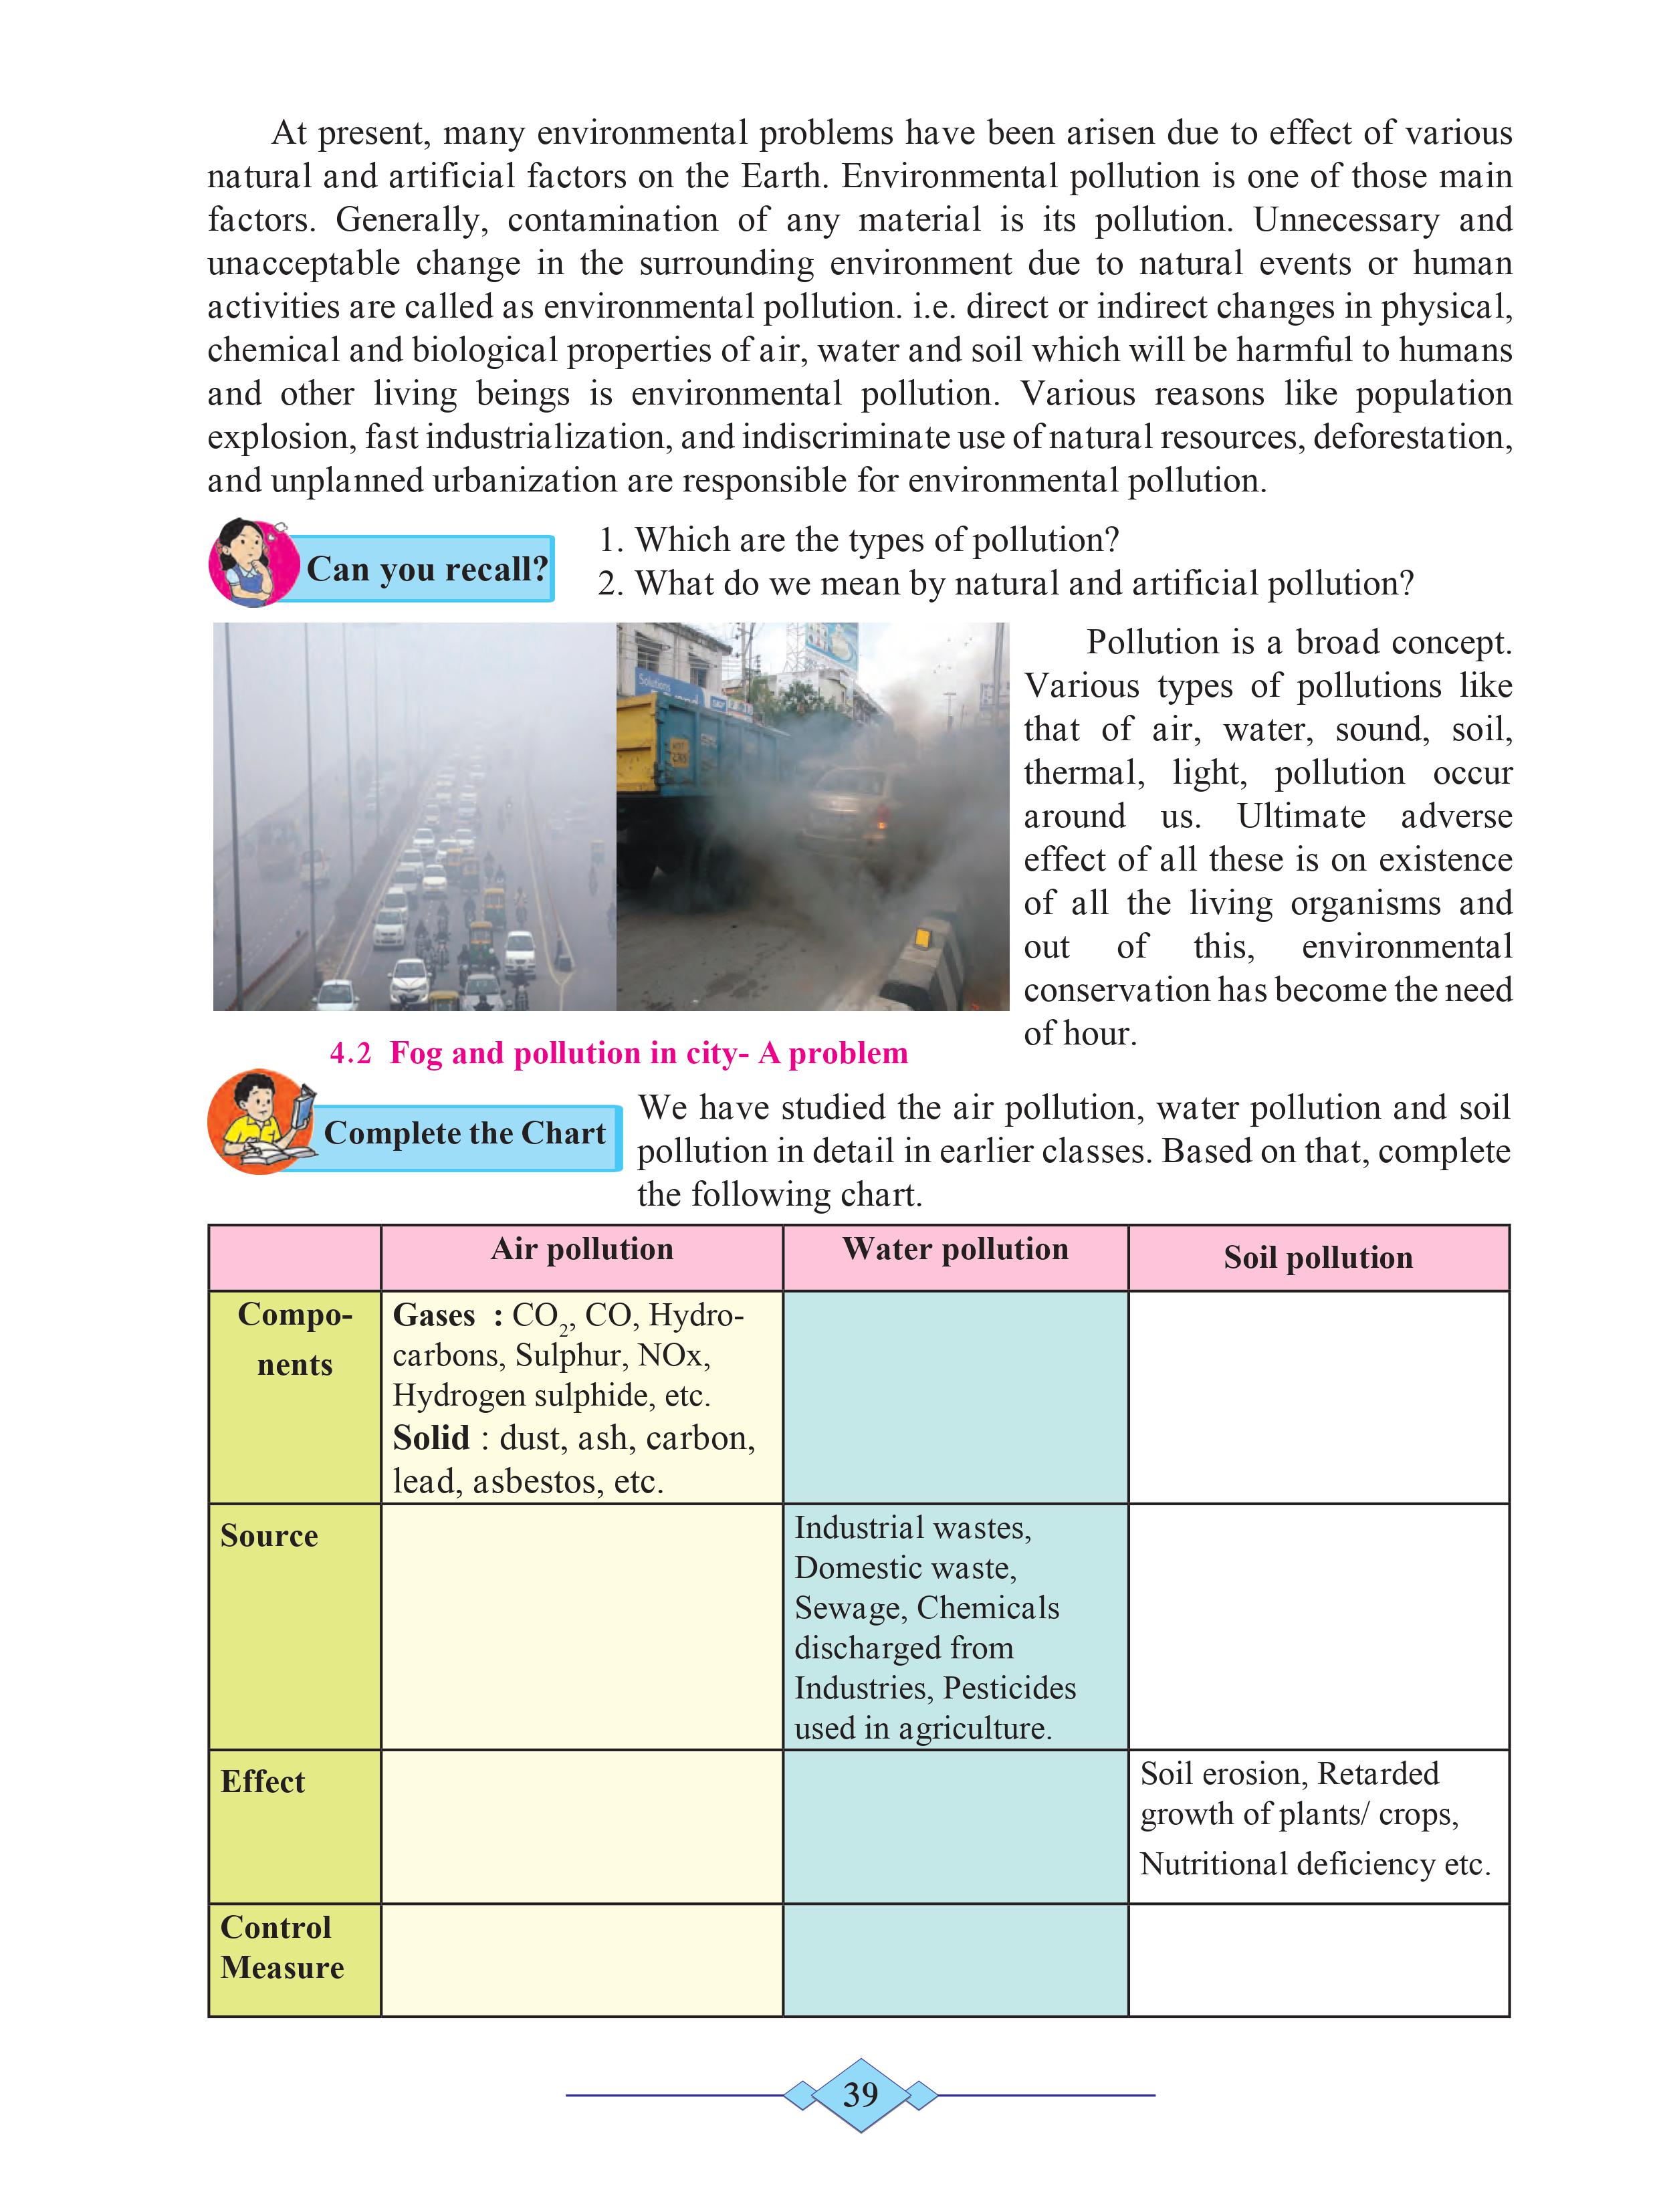 At present, many environmental problems have been arisen due to effect of various
natural and artificial factors on the Earth. Environmental pollution is one of those main
factors. Generally, contamination of any material is its pollution. Unnecessary and
unacceptable change in the surrounding environment due to natural events or human
activities are called as environmental pollution. i.e. direct or indirect changes in physical,
chemical and biological properties of air, water and soil which will be harmful to humans
and other living beings is environmental pollution. Various reasons like population
explosion, fast industrialization, and indiscriminate use of natural resources, deforestation,
and unplanned urbanization are responsible for environmental pollution.
Can you recall?
1. Which are the types of pollution?
2. What do we mean by natural and artificial pollution?
Solutions
Pollution is a broad concept.
Various types of pollutions like
that of air, water, sound, soil,
thermal, light, pollution occur
around us. Ultimate adverse
effect of all these is on existence
of all the living organisms and
out of this, environmental
conservation has become the need
of hour.
4.2 Fog and pollution in city- A problem
Complete the Chart
We have studied the air pollution, water pollution and soil
pollution in detail in earlier classes. Based on that, complete
the following chart.
Air pollution
Water pollution
Soil pollution
Compo-
nents
Gases : CO₂, CO, Hydro-
carbons, Sulphur, NOx,
Hydrogen sulphide, etc.
Solid : dust, ash, carbon,
lead, asbestos, etc.
Source
Industrial wastes,
Domestic waste,
Sewage, Chemicals
discharged from
Industries, Pesticides
used in agriculture.
Effect
Soil erosion, Retarded
growth of plants/ crops,
Nutritional deficiency etc.
Control
Measure
39